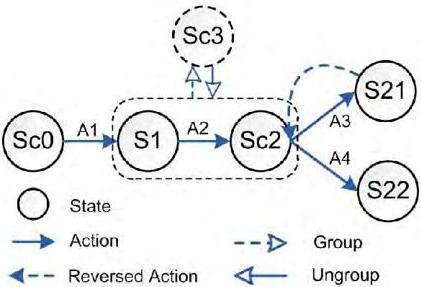 Sc3
Sc0
A1
S1
A2
Sc2
A3
A4
S21
S22
State
Action
Group
Reversed Action
Ungroup